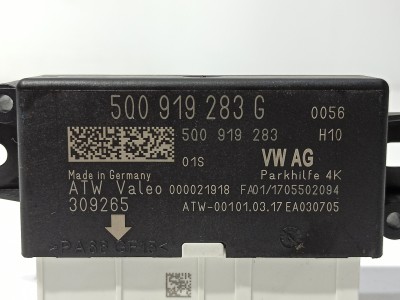 5Q0 919 283 G 0056
5Q0 919 283 H10
01S VW AG
Made in Germany Parkhilfe 4K
ATW Valeo 000021918 FA01/1705502094
309265 ATW-00101.03.17 EA030705